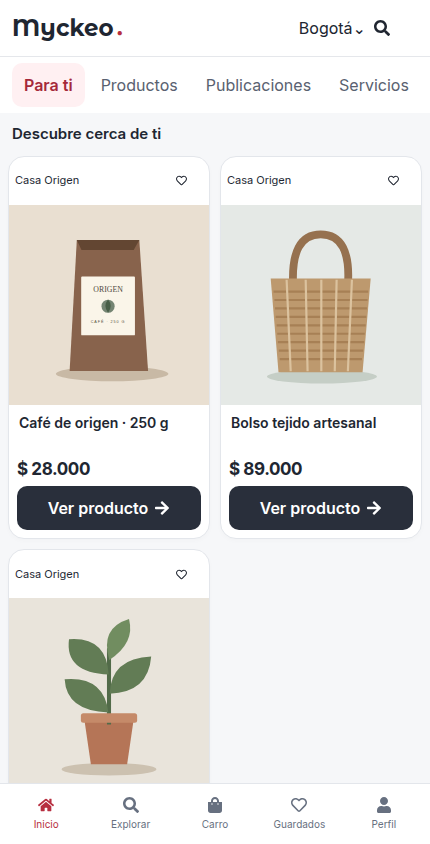 Myckeo.
Bogotá
Para ti Productos Publicaciones Servicios
Descubre cerca de ti
Casa Origen
ORIGEN
CAFÉ · 250 G
Café de origen · 250 g
$ 28.000
Ver producto →
Casa Origen
Bolso tejido artesanal
$ 89.000
Ver producto →
Casa Origen
Inicio Explorar Carro Guardados Perfil